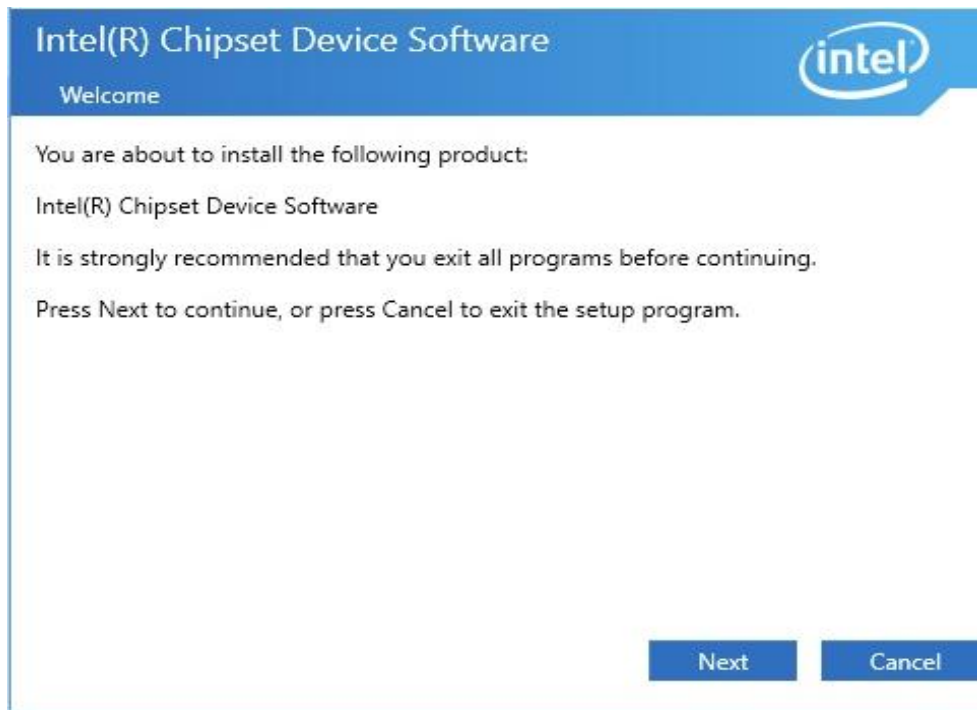 Intel(R) Chipset Device Software
intel
Welcome
You are about to install the following product:
Intel(R) Chipset Device Software
It is strongly recommended that you exit all programs before continuing.
Press Next to continue, or press Cancel to exit the setup program.
Next Cancel